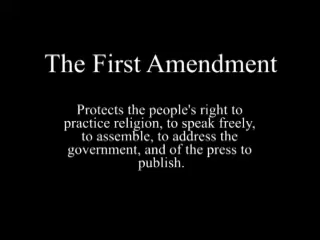 The First Amendment
Protects the people's right to
practice religion, to speak freely,
to assemble, to address the
government, and of the press to
publish.